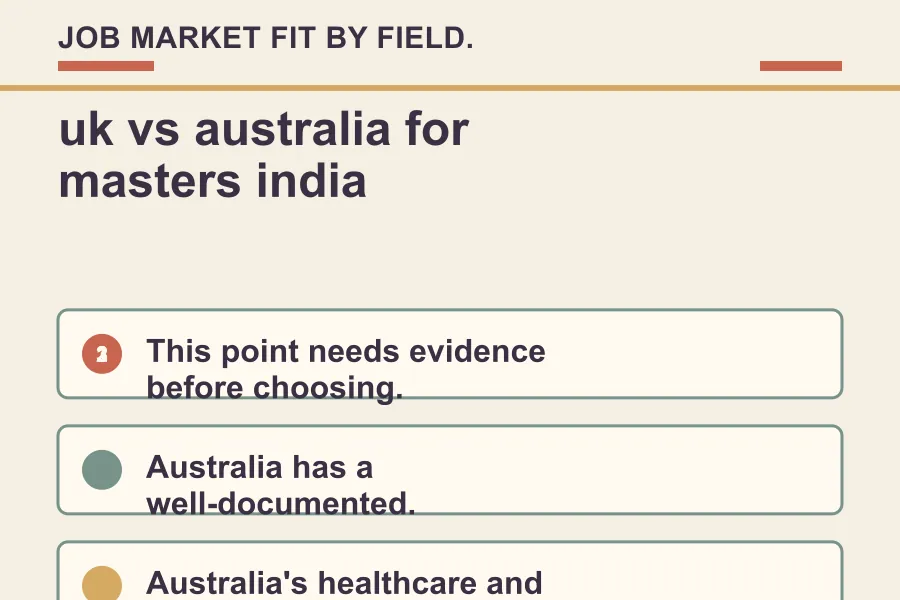 JOB MARKET FIT BY FIELD.
uk vs australia for
masters india
This point needs evidence
before choosing.
Australia has a
well-documented.
Australia's healthcare and